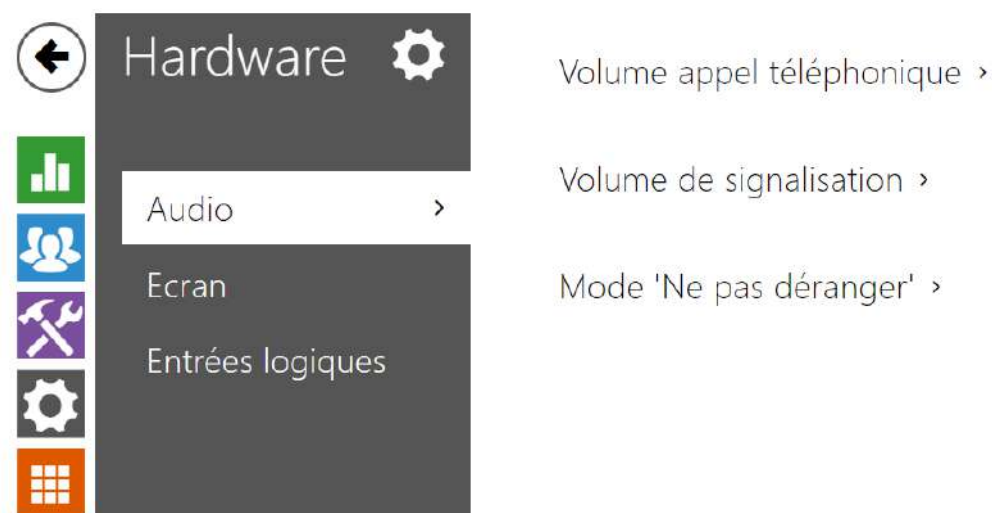 Hardware
Audio
Ecran
Entrées logiques
Volume appel téléphonique
Volume de signalisation
Mode 'Ne pas déranger'